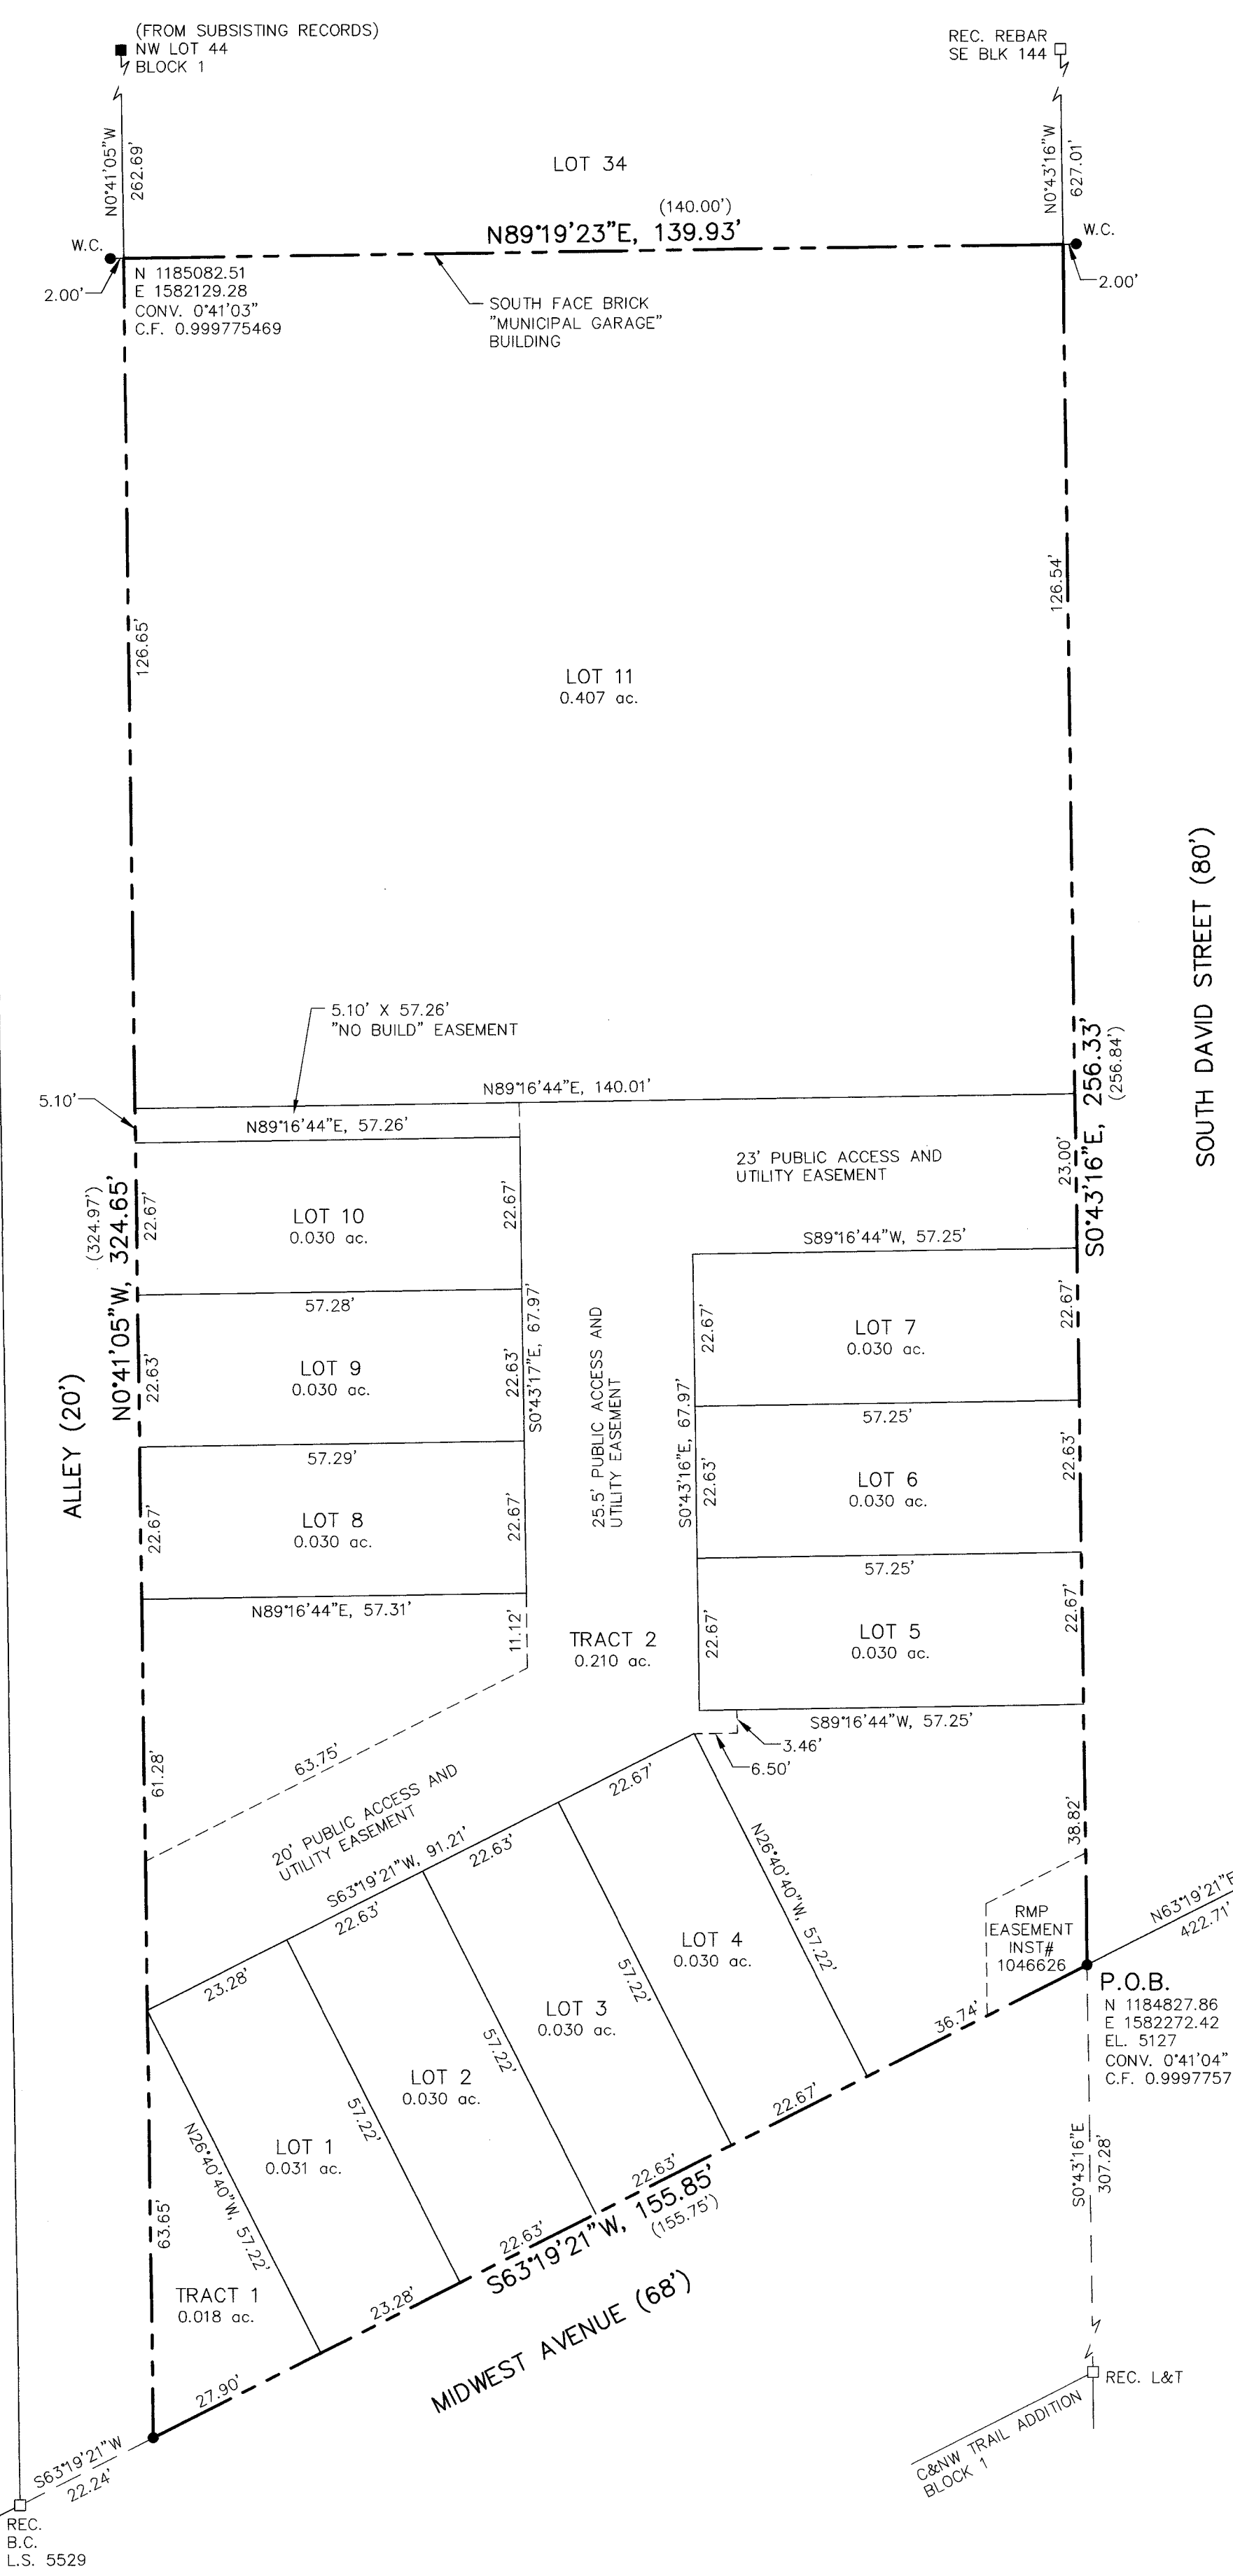 (FROM SUBSISTING RECORDS)
NW LOT 44
BLOCK 1
REC. REBAR
SE BLK 144
N0°41'05"W
262.69'
LOT 34
N0°43'16"W
627.01'
(140.00')
N89°19'23"E, 139.93'
W.C.
W.C.
2.00'
2.00'
N 1185082.51
E 1582129.28
CONV. 0°41'03"
C.F. 0.999775469
SOUTH FACE BRICK
"MUNICIPAL GARAGE"
BUILDING
126.65'
126.54'
LOT 11
0.407 ac.
SOUTH DAVID STREET (80')
5.10' X 57.26'
"NO BUILD" EASEMENT
S0°43'16"E, 256.33'
(256.84')
5.10'
N89°16'44"E, 140.01'
N89°16'44"E, 57.26'
23' PUBLIC ACCESS AND
UTILITY EASEMENT
23.00'
N0°41'05"W, 324.65'
(324.97')
22.67'
LOT 10
0.030 ac.
22.67'
S89°16'44"W, 57.25'
57.28'
22.67'
LOT 7
0.030 ac.
22.67'
22.63'
LOT 9
0.030 ac.
22.63'
S0°43'17"E, 67.97'
25.5' PUBLIC ACCESS AND
UTILITY EASEMENT
S0°43'16"E, 67.97'
57.25'
ALLEY (20')
57.29'
22.63'
LOT 6
0.030 ac.
22.63'
22.67'
LOT 8
0.030 ac.
22.67'
57.25'
N89°16'44"E, 57.31'
11.12'
TRACT 2
0.210 ac.
22.67'
LOT 5
0.030 ac.
22.67'
S89°16'44"W, 57.25'
3.46'
6.50'
61.28'
63.75'
20' PUBLIC ACCESS AND
UTILITY EASEMENT
S63°19'21"W, 91.21'
22.67'
22.63'
22.63'
23.28'
N26°40'40"W, 57.22'
38.82'
RMP
EASEMENT
INST#
1046626
N63°19'21"E
422.71'
P.O.B.
N 1184827.86
E 1582272.42
EL. 5127
CONV. 0°41'04"
C.F. 0.9997757
LOT 4
0.030 ac.
57.22'
LOT 3
0.030 ac.
57.22'
LOT 2
0.030 ac.
57.22'
LOT 1
0.031 ac.
N26°40'40"W, 57.22'
36.74'
22.67'
22.63'
22.63'
23.28'
27.90'
S63°19'21"W, 155.85'
(155.75')
63.65'
TRACT 1
0.018 ac.
MIDWEST AVENUE (68')
S0°43'16"E
307.28'
REC. L&T
C&NW TRAIL ADDITION
BLOCK 1
S63°19'21"W
22.24'
REC.
B.C.
L.S. 5529